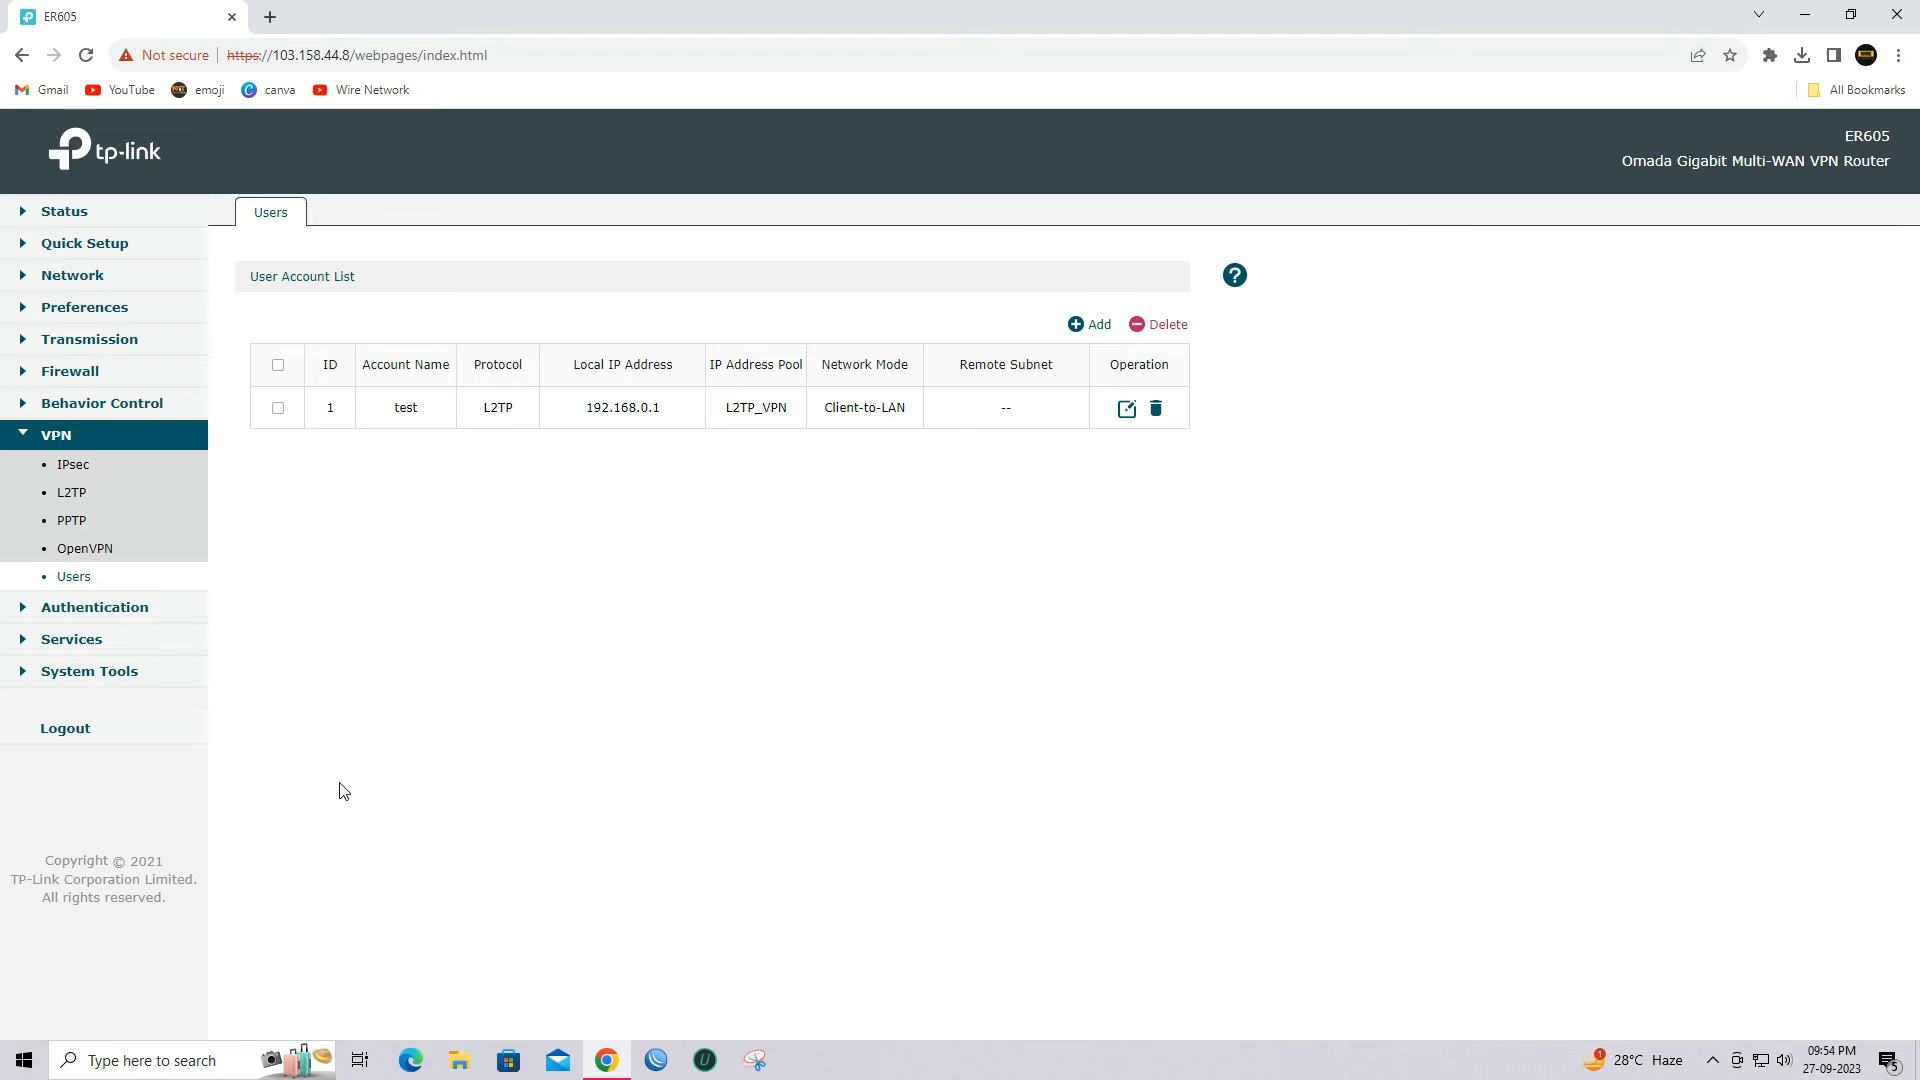 ER605
Not secure
https://103.158.44.8/webpages/index.html
Gmail
YouTube
emoji
canva
Wire Network
All Bookmarks
tp-link
ER605
Omada Gigabit Multi-WAN VPN Router
Status
Quick Setup
Network
Preferences
Transmission
Firewall
Behavior Control
VPN
IPsec
L2TP
PPTP
OpenVPN
Users
Authentication
Services
System Tools
Logout
Copyright © 2021
TP-Link Corporation Limited.
All rights reserved.
Users
User Account List
?
Add Delete
ID Account Name Protocol Local IP Address IP Address Pool Network Mode Remote Subnet Operation
1 test L2TP 192.168.0.1 L2TP_VPN Client-to-LAN --
Type here to search
U
1
28°C Haze
09:54 PM
27-09-2023
5